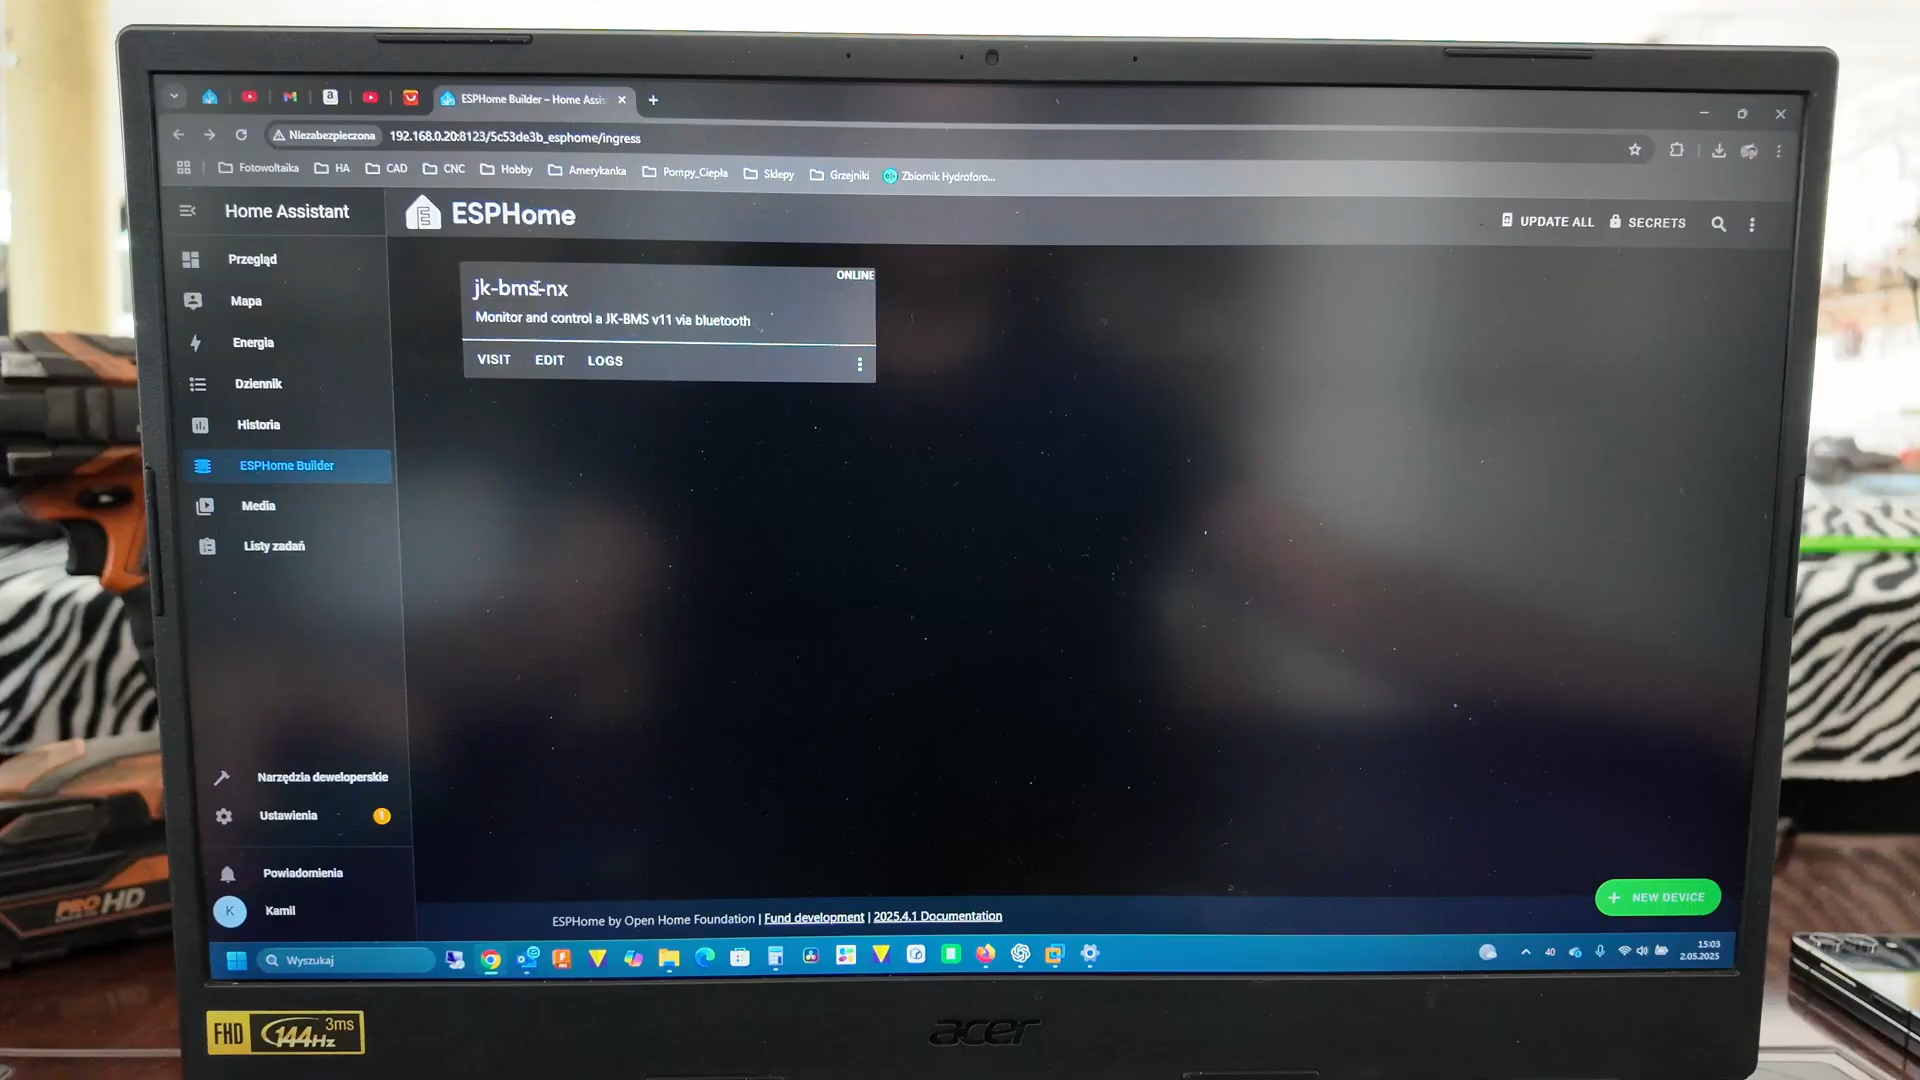 ESPHome Builder – Home Assis
Niezabezpieczona
192.168.0.20:8123/5c53de3b_esphome/ingress
Fotowoltaika
HA
CAD
CNC
Hobby
Amerykanka
Pompy_Ciepła
Sklepy
Grzejniki
Zbiornik Hydroforo...
Home Assistant
ESPHome
UPDATE ALL
SECRETS
Przegląd
Mapa
Energia
Dziennik
Historia
ESPHome Builder
Media
Listy zadań
ONLINE
jk-bms-nx
Monitor and control a JK-BMS v11 via bluetooth
VISIT
EDIT
LOGS
Narzędzia deweloperskie
Ustawienia
1
Powiadomienia
K
Kamil
NEW DEVICE
ESPHome by Open Home Foundation | Fund development | 2025.4.1 Documentation
Wyszukaj
40
15:03
2.05.2025
FHD 144Hz 3ms
acer
PRO HD